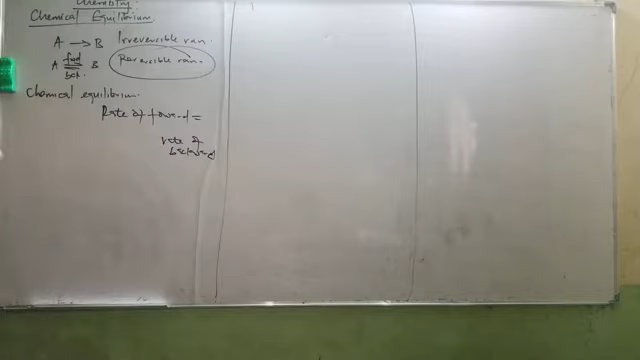 Chemistry.
Chemical Equilibrium.
A → B Irreversible rxn.
A fwd ⇌ bck. B Reversible rxn.
Chemical equilibrium.
Rate of forward =
rate of
backward